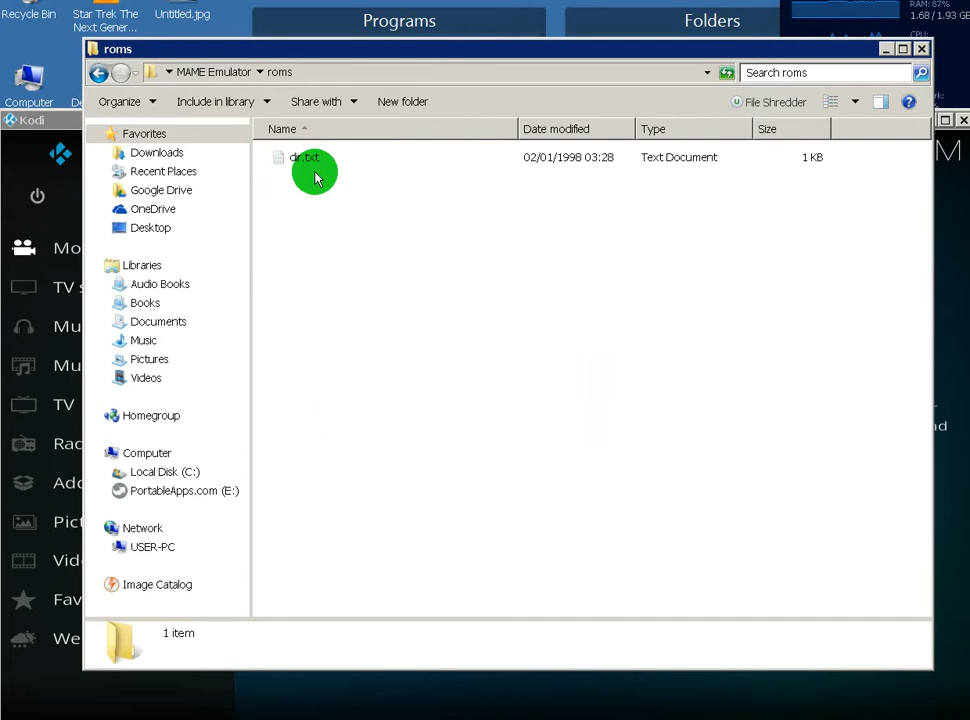 Recycle Bin
Star Trek The
Next Gener...
Untitled.jpg
Programs
Folders
RAM: 87%
1.68 / 1.93 GE
CPU:
roms
MAME Emulator
roms
Search roms
Computer
Organize
Include in library
Share with
New folder
File Shredder
Kodi
Favorites
Name
Date modified
Type
Size
Downloads
dir.txt
02/01/1998 03:28
Text Document
1 KB
M
Recent Places
Google Drive
OneDrive
Desktop
Mo
Libraries
Audio Books
TV s
Books
Documents
Mu
Music
Pictures
Mu
Videos
TV
Homegroup
nd
Rad
Computer
Local Disk (C:)
Add
PortableApps.com (E:)
Pict
Network
USER-PC
Vid
Image Catalog
Fav
We
1 item